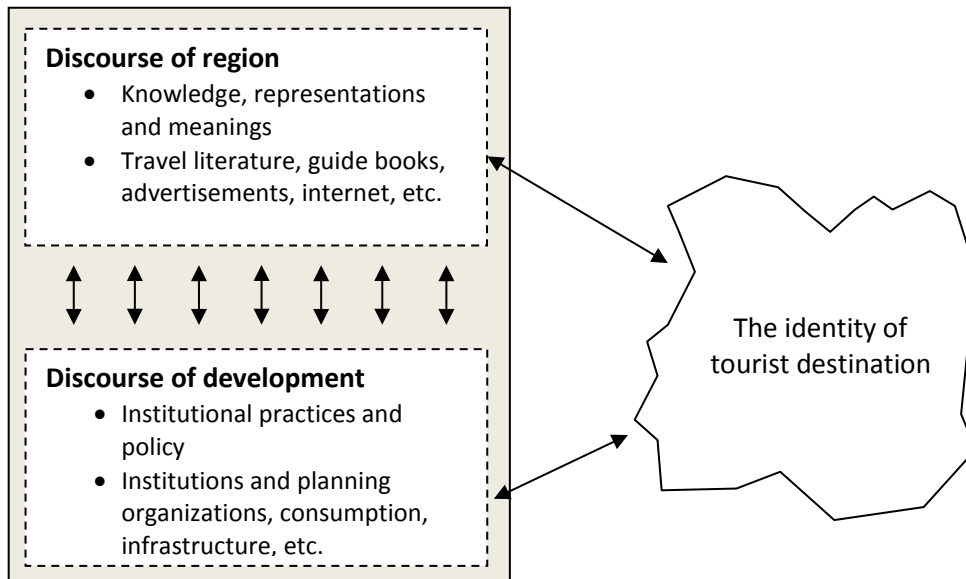 Discourse of region
• Knowledge, representations
and meanings
• Travel literature, guide books,
advertisements, internet, etc.
Discourse of development
• Institutional practices and
policy
• Institutions and planning
organizations, consumption,
infrastructure, etc.
The identity of
tourist destination